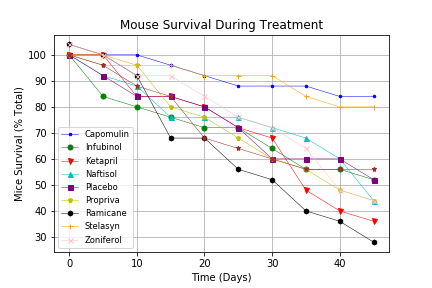 Mouse Survival During Treatment
Mice Survival (% Total)
100
90
80
70
60
50
40
30
Capomulin
Infubinol
Ketapril
Naftisol
Placebo
Propriva
Ramicane
Stelasyn
Zoniferol
0
10
20
30
40
Time (Days)